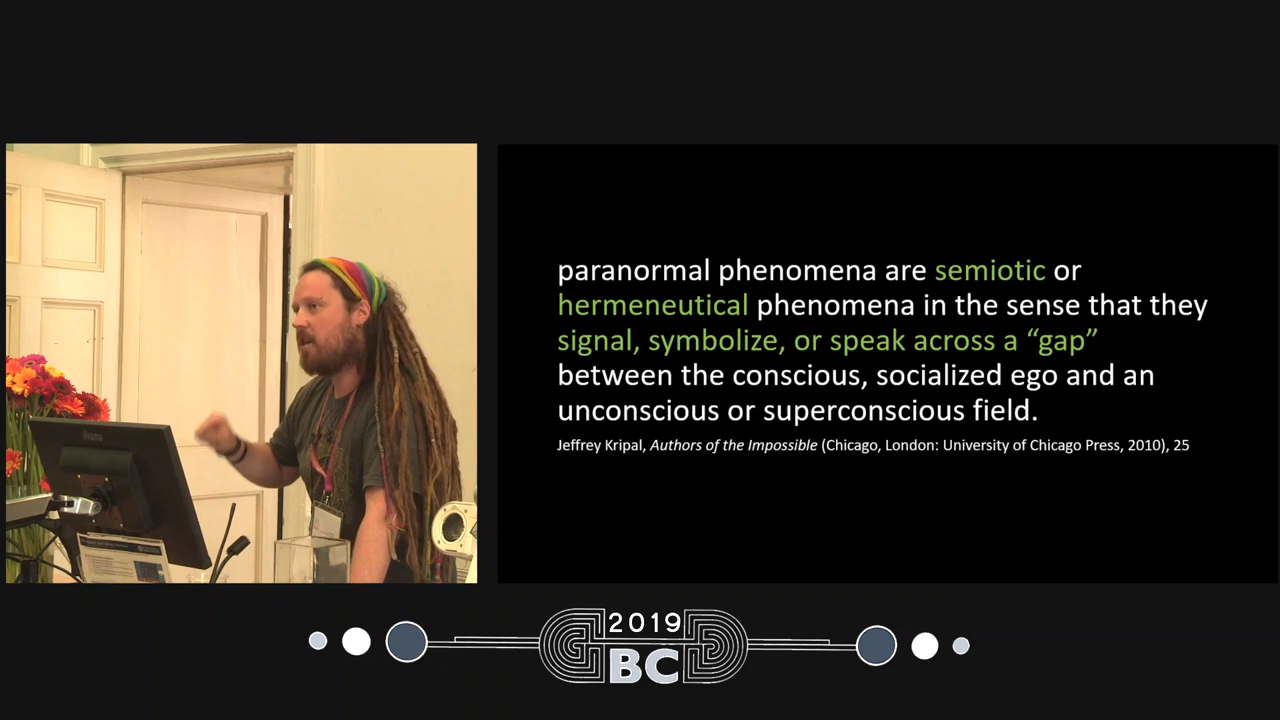 paranormal phenomena are semiotic or
hermeneutical phenomena in the sense that they
signal, symbolize, or speak across a “gap”
between the conscious, socialized ego and an
unconscious or superconscious field.
Jeffrey Kripal, Authors of the Impossible (Chicago, London: University of Chicago Press, 2010), 25
2019
BC